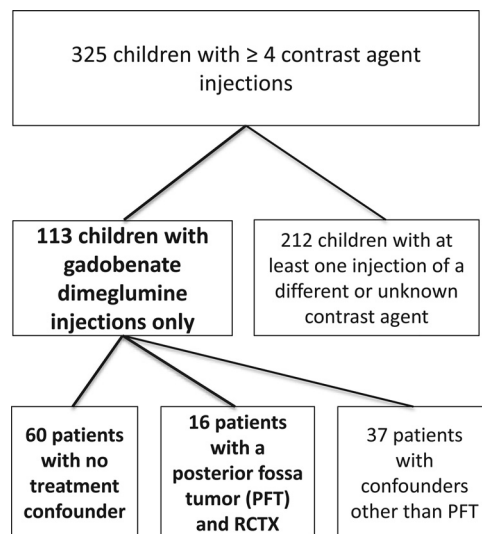 325 children with ≥ 4 contrast agent
injections
113 children with
gadobenate
dimeglumine
injections only
212 children with at
least one injection of a
different or unknown
contrast agent
60 patients
with no
treatment
confounder
16 patients
with a
posterior fossa
tumor (PFT)
and RCTX
37 patients
with
confounders
other than PFT